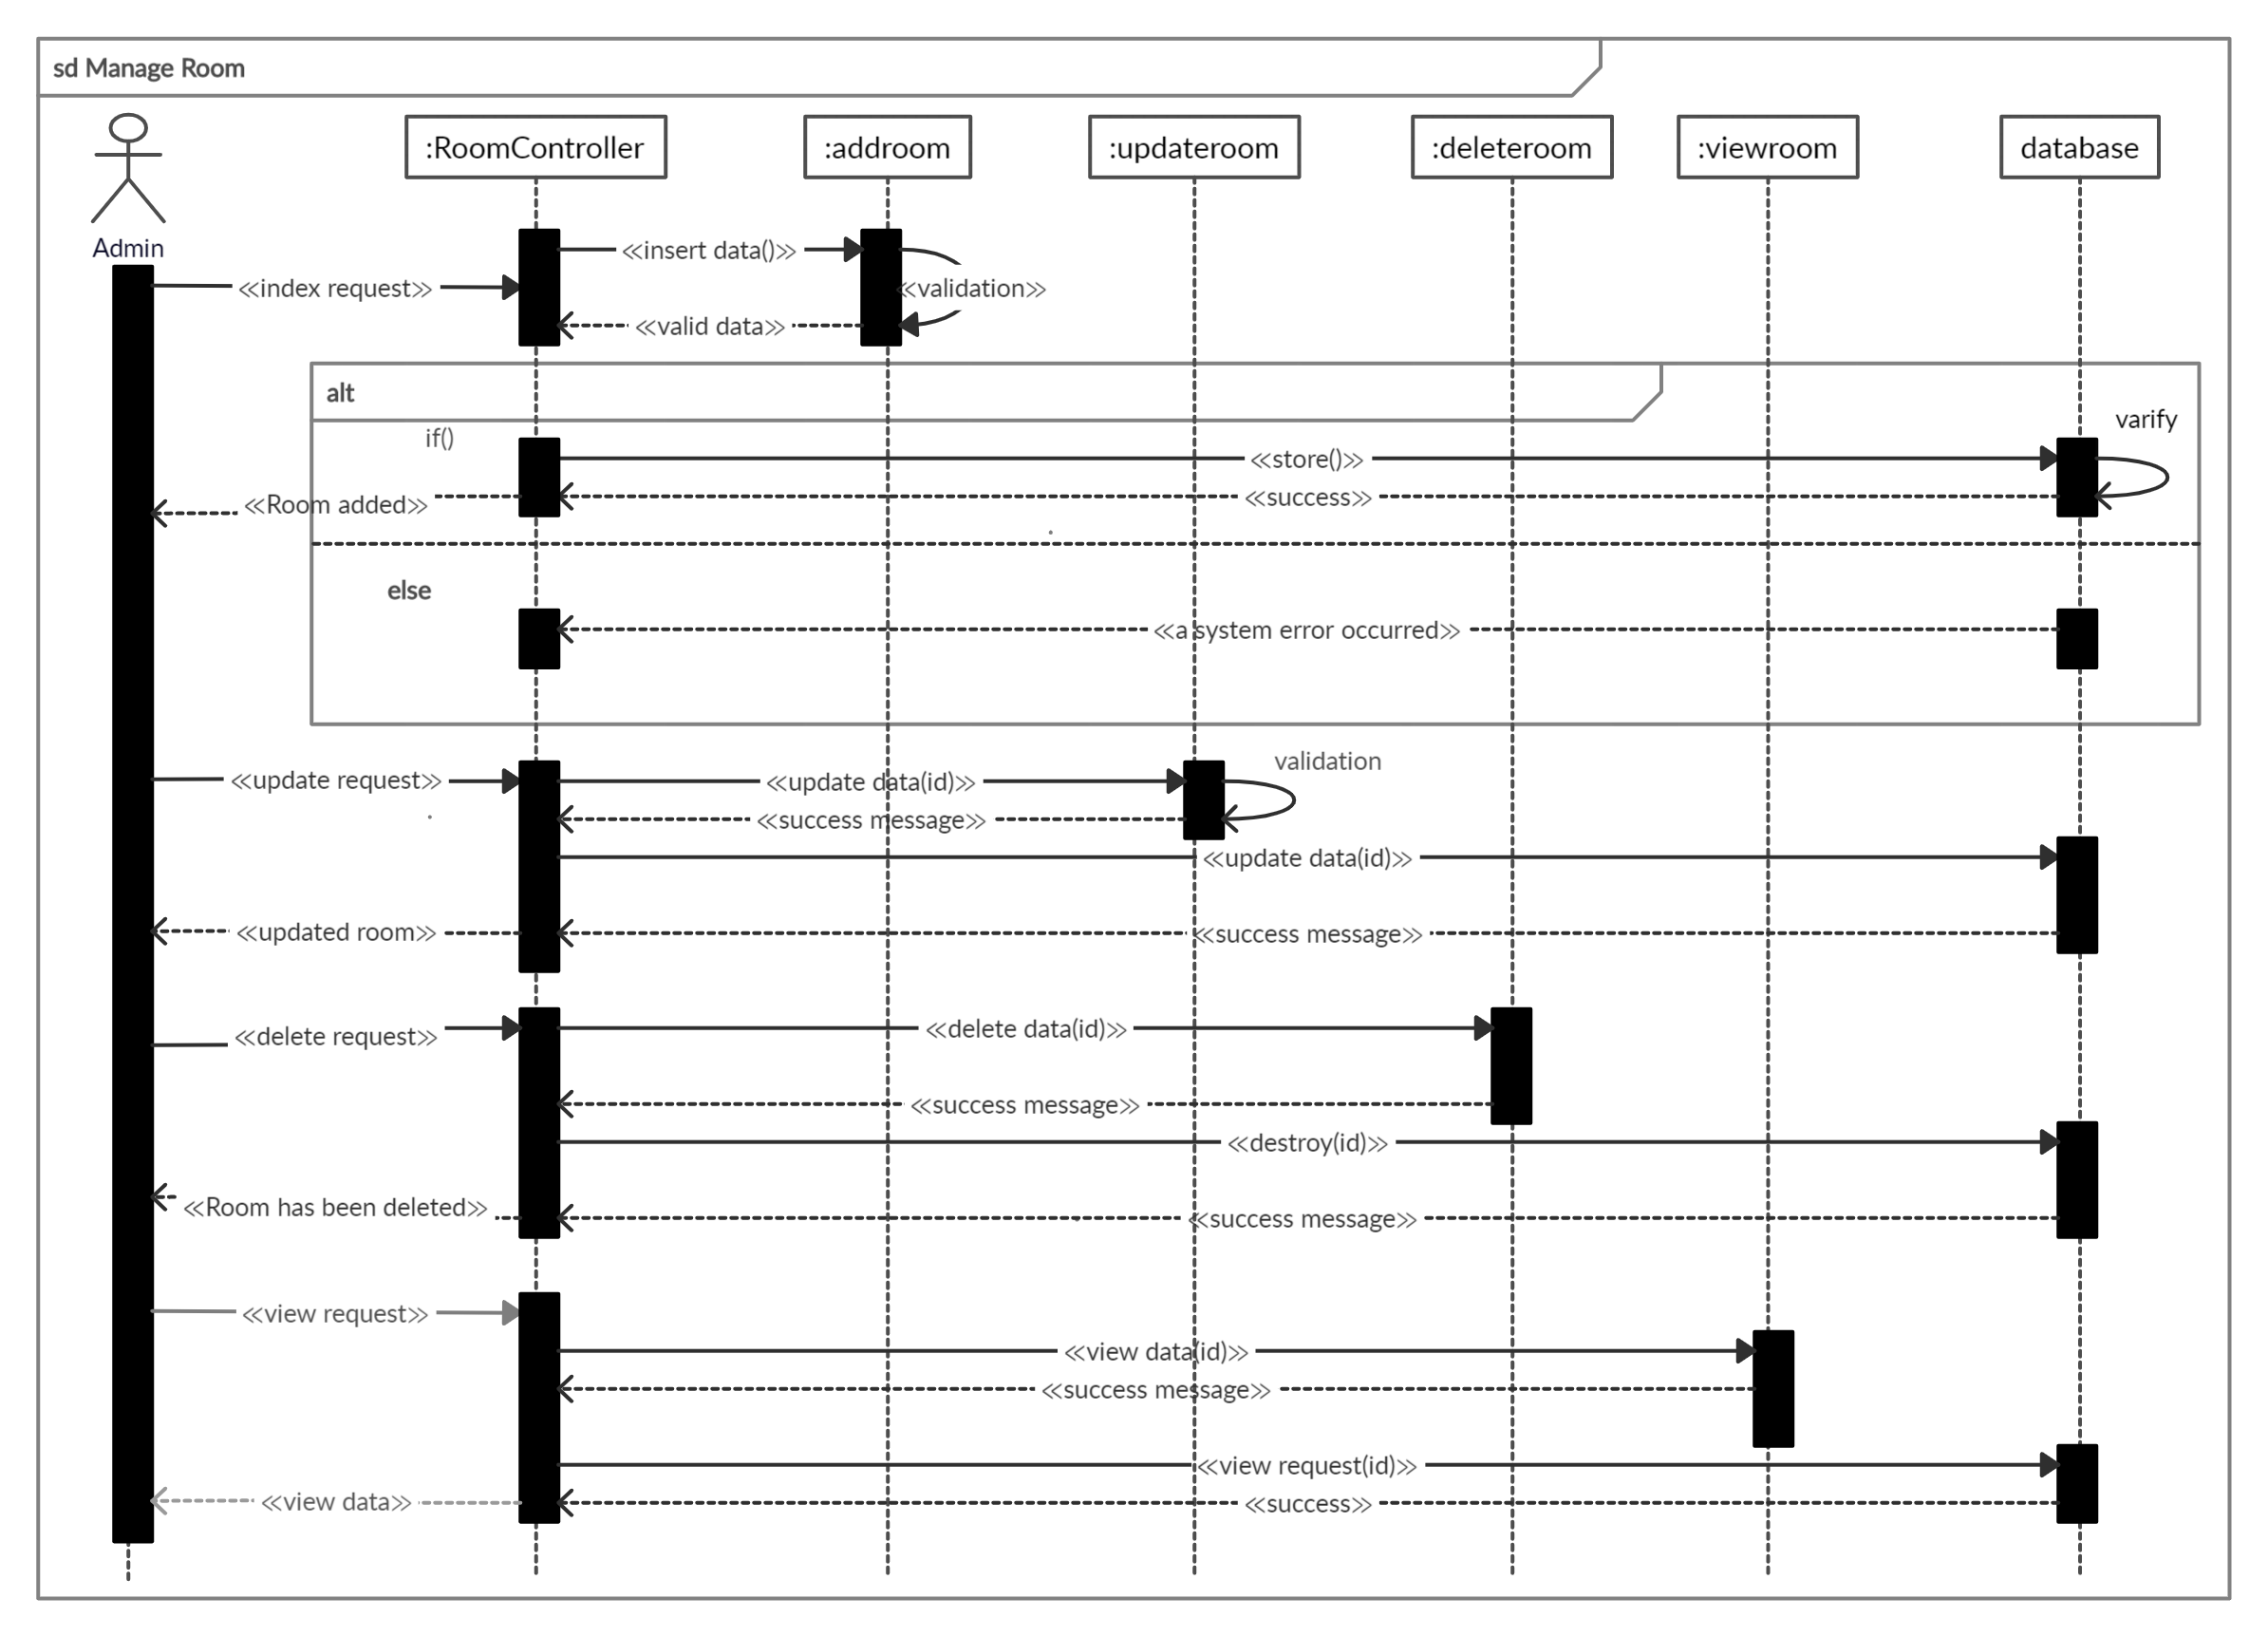 sd Manage Room
:RoomController
:addroom
:updateroom
:deleteroom
:viewroom
database
Admin
≪insert data()≫
≪index request≫
≪validation≫
≪valid data≫
alt
varify
if()
≪store()≫
≪success≫
≪Room added≫
else
≪a system error occurred≫
validation
≪update request≫
≪update data(id)≫
≪success message≫
≪update data(id)≫
≪updated room≫
≪success message≫
≪delete request≫
≪delete data(id)≫
≪success message≫
≪destroy(id)≫
≪Room has been deleted≫
≪success message≫
≪view request≫
≪view data(id)≫
≪success message≫
≪view request(id)≫
≪view data≫
≪success≫